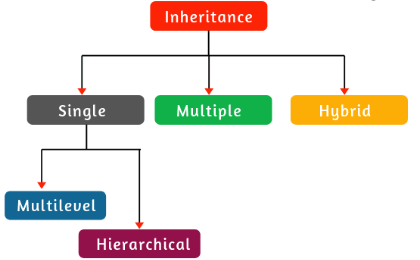 Inheritance
Single
Multiple
Hybrid
Multilevel
Hierarchical